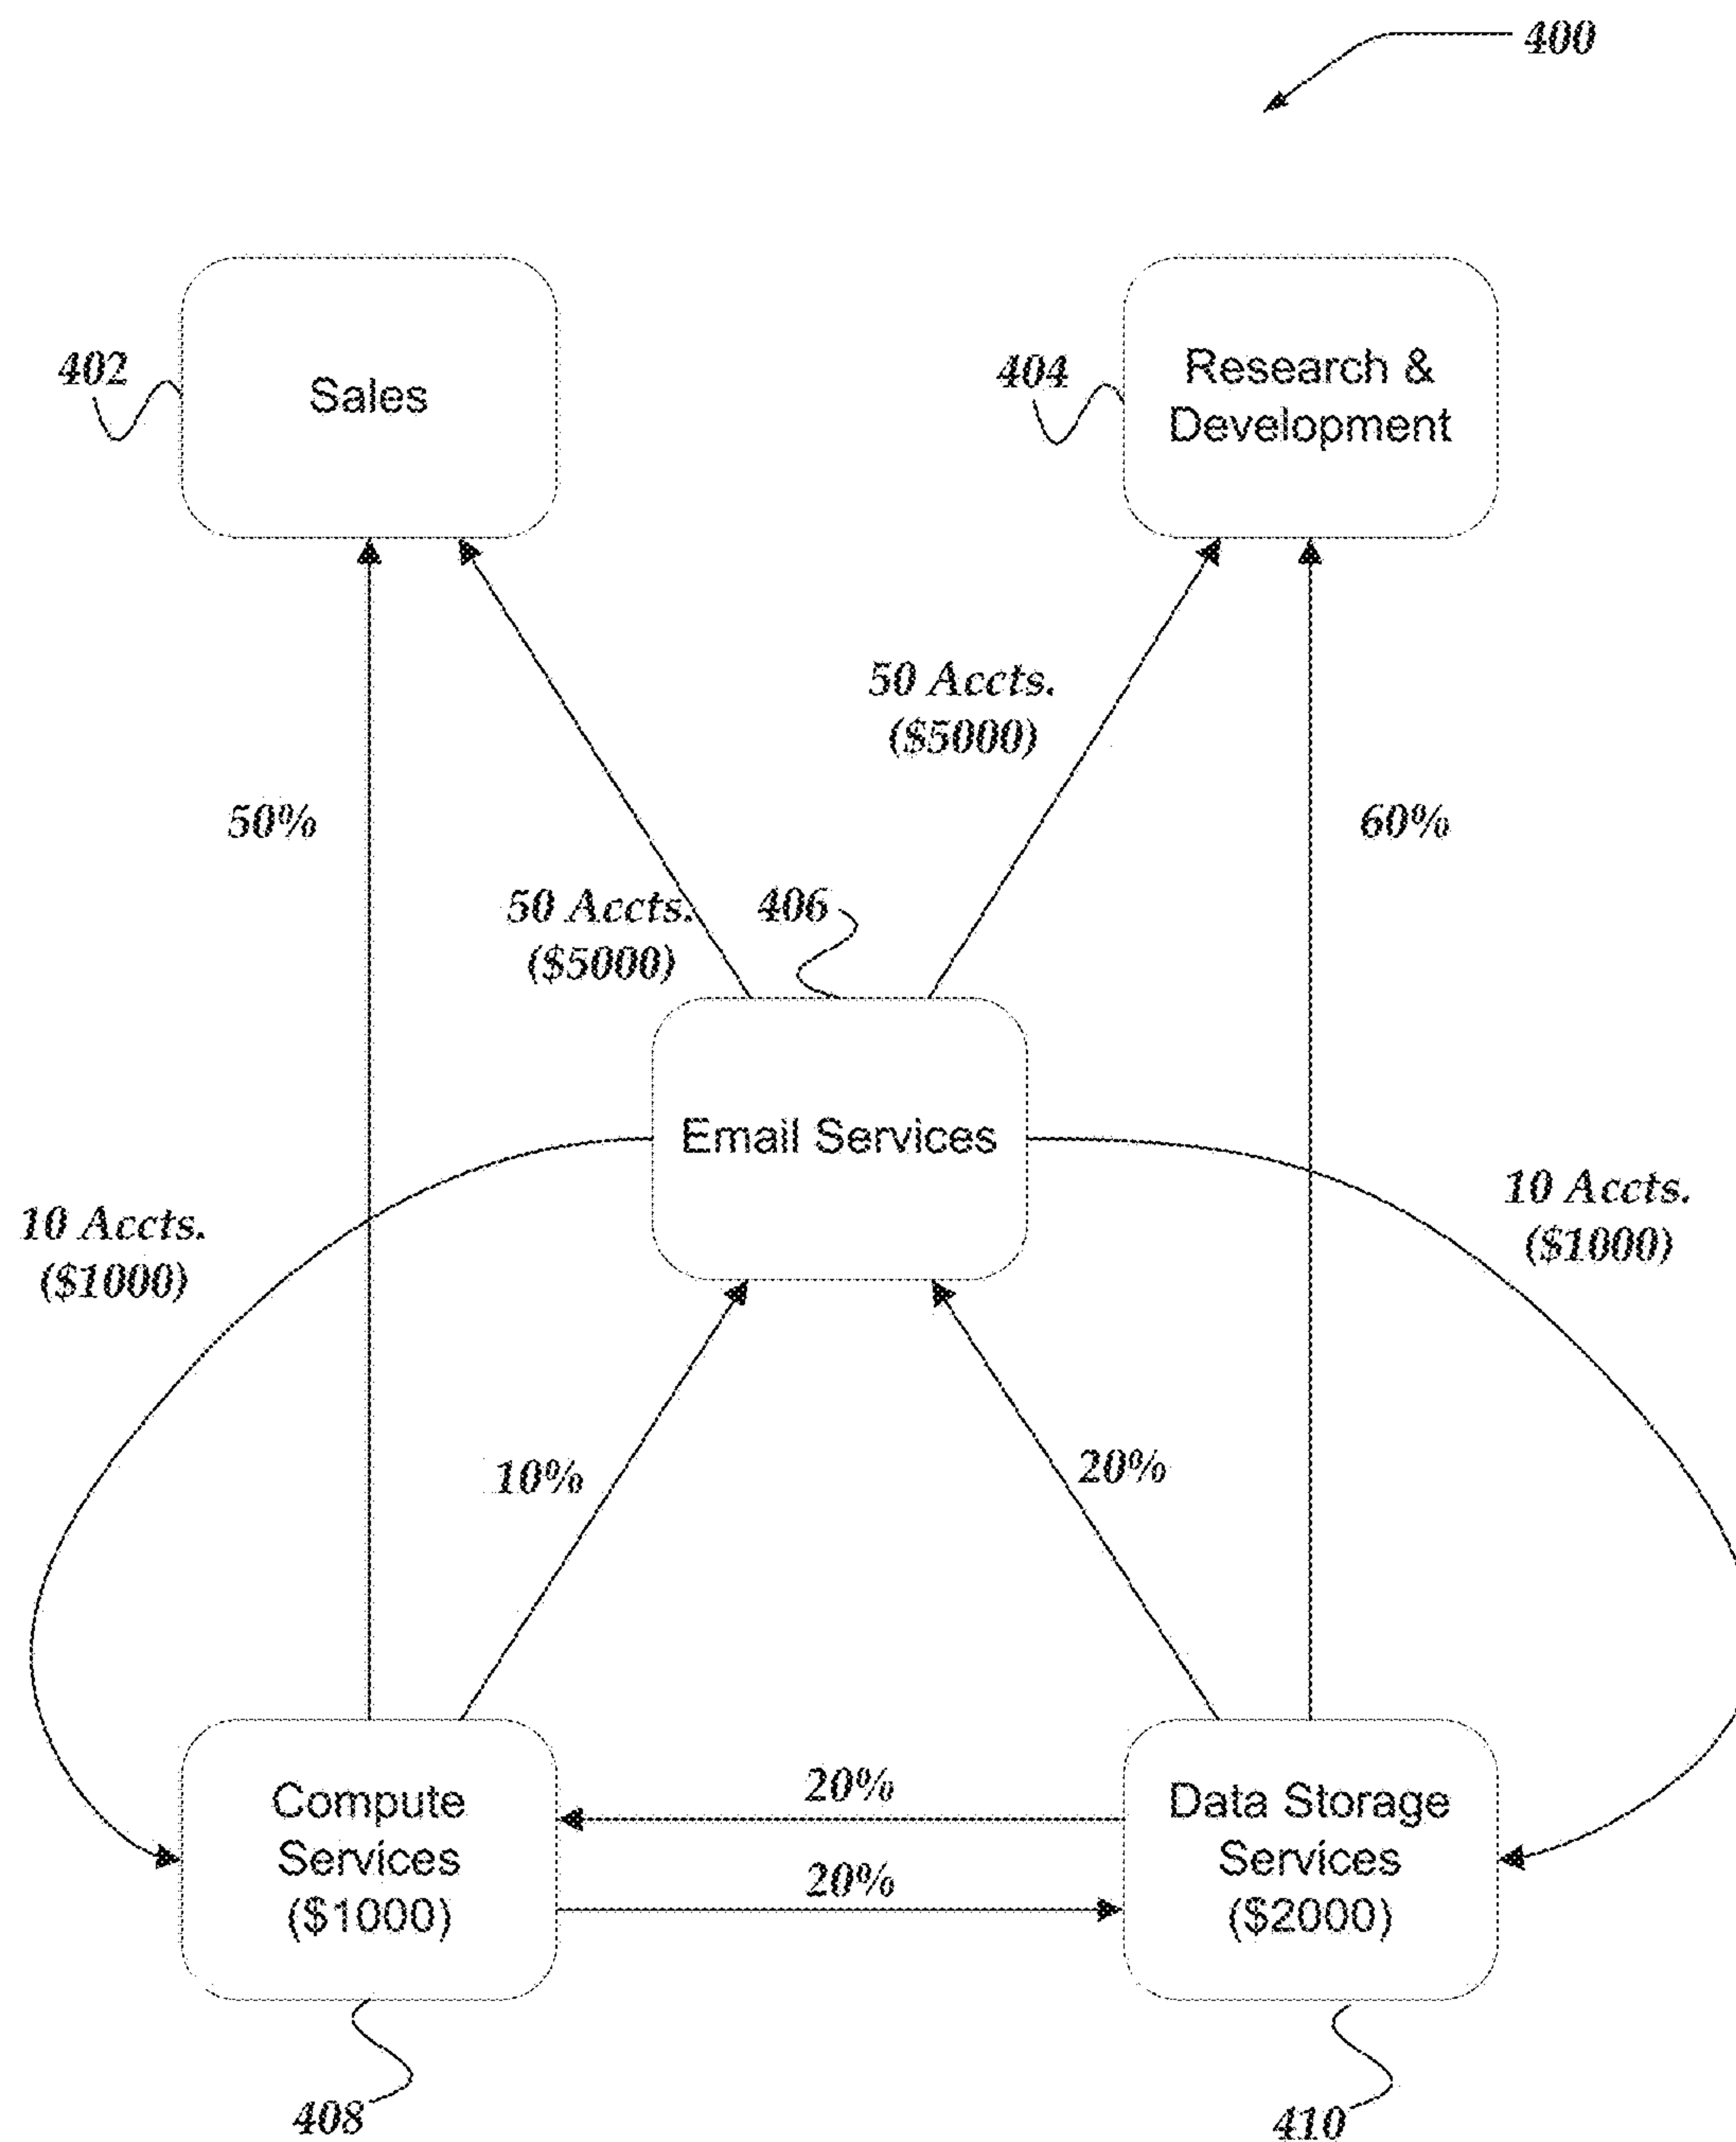 400
402
Sales
404
Research &
Development
50 Accts.
($5000)
50%
60%
50 Accts.
($5000)
406
Email Services
10 Accts.
($1000)
10 Accts.
($1000)
10%
20%
Compute
Services
($1000)
20%
20%
Data Storage
Services
($2000)
408
410